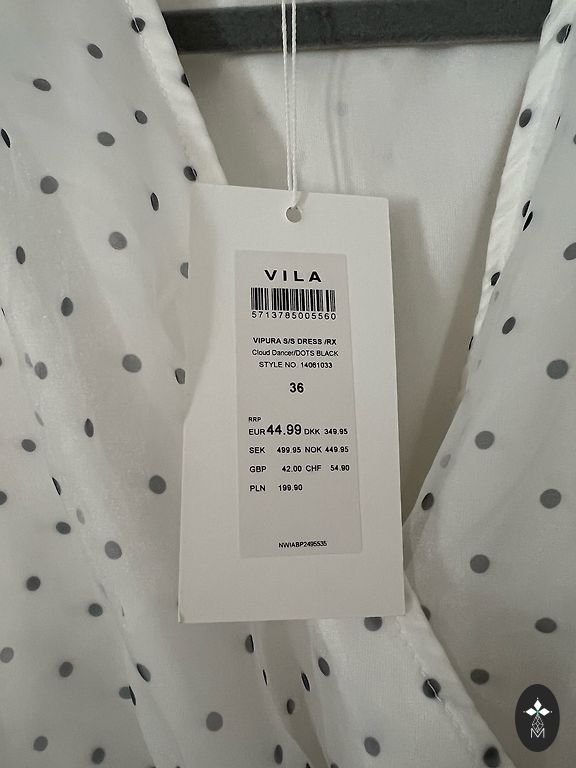 VILA
5713785005560
VIPURA S/S DRESS /RX
Cloud Dancer/DOTS BLACK
STYLE NO. 14061033
36
RRP
EUR 44.99 DKK 349.95
SEK 499.95 NOK 449.95
GBP 42.00 CHF 54.90
PLN 199.90
NWIABP2495535
M